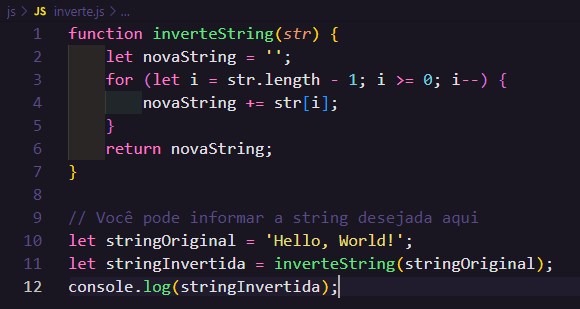 js > JS inverte.js > ...
1 function inverteString(str) {
2 let novaString = '';
3 for (let i = str.length - 1; i >= 0; i--) {
4 novaString += str[i];
5 }
6 return novaString;
7 }
8
9 // Você pode informar a string desejada aqui
10 let stringOriginal = 'Hello, World!';
11 let stringInvertida = inverteString(stringOriginal);
12 console.log(stringInvertida);